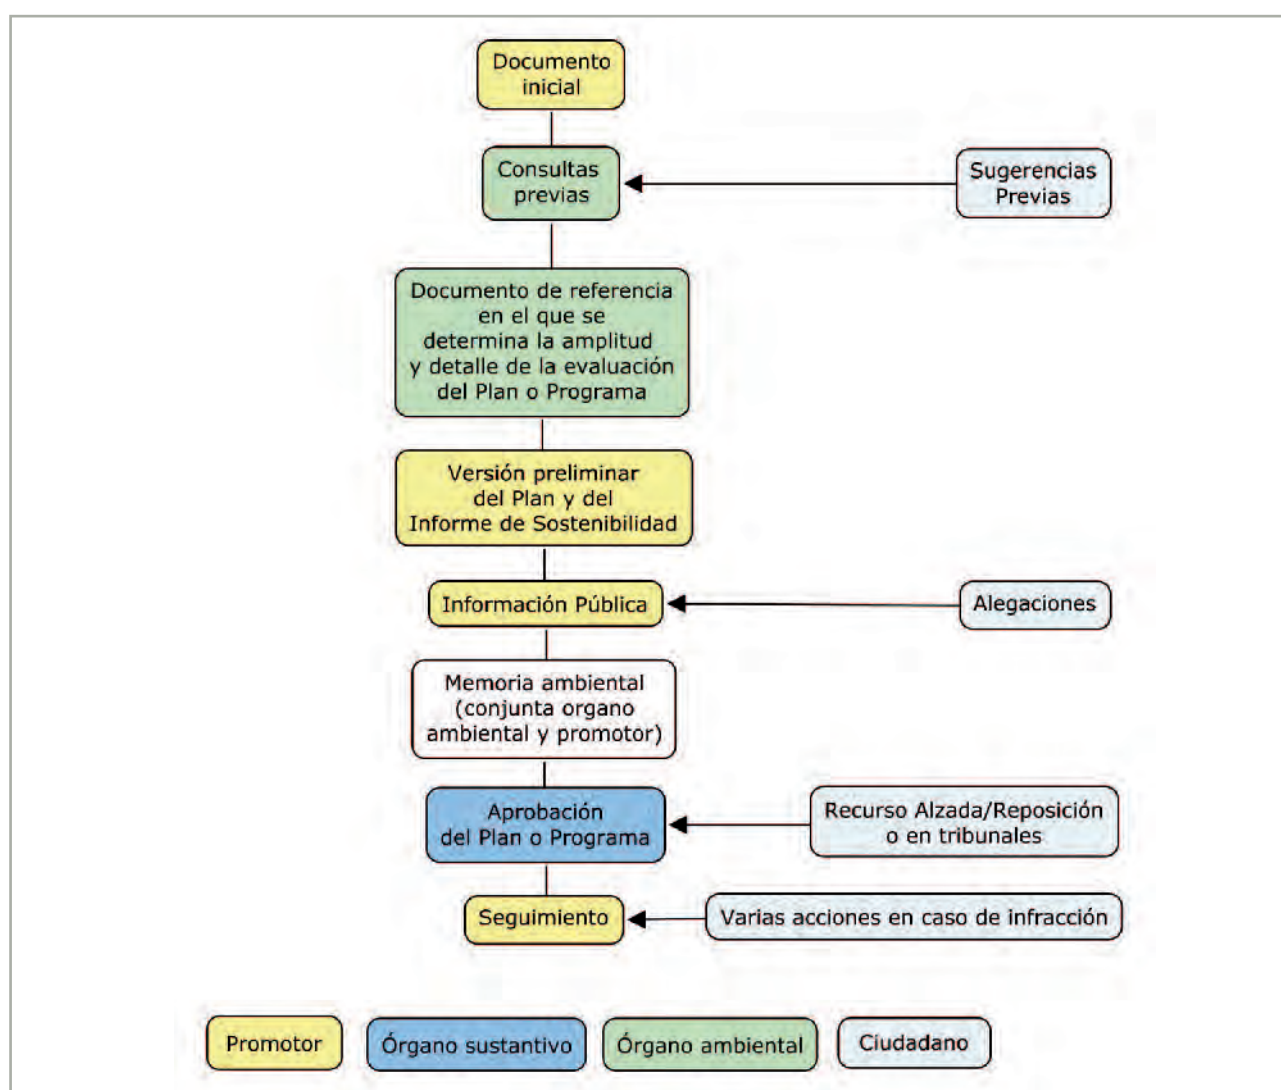 Documento
inicial
Consultas
previas
Sugerencias
Previas
Documento de referencia
en el que se
determina la amplitud
y detalle de la evaluación
del Plan o Programa
Versión preliminar
del Plan y del
Informe de Sostenibilidad
Información Pública
Alegaciones
Memoria ambiental
(conjunta organo
ambiental y promotor)
Aprobación
del Plan o Programa
Recurso Alzada/Reposición
o en tribunales
Seguimiento
Varias acciones en caso de infracción
Promotor
Órgano sustantivo
Órgano ambiental
Ciudadano